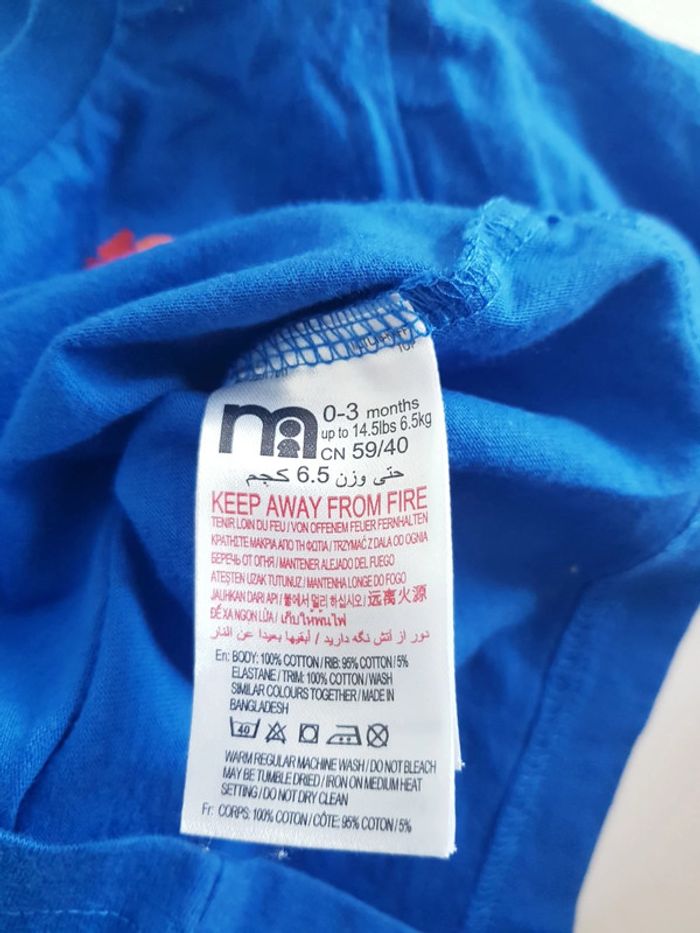 m
0-3 months
up to 14.5lbs 6.5kg
CN 59/40
حتى وزن 6.5 كجم
KEEP AWAY FROM FIRE
TENIR LOIN DU FEU / VON OFFENEM FEUER FERNHALTEN
ΚΡΑΤΗΣΤΕ ΜΑΚΡΙΑ ΑΠΟ ΤΗ ΦΩΤΙΑ / TRZYMAĆ Z DALA OD OGNIA
БЕРЕЧЬ ОТ ОГНЯ / MANTENER ALEJADO DEL FUEGO
ATEŞTEN UZAK TUTUNUZ / MANTENHA LONGE DO FOGO
JAUHKAN DARI API / 불에서 멀리 하십시오 / 远离火源
ĐỂ XA NGỌN LỬA / เก็บให้พ้นไฟ
دور از آتش نگه دارید / أبقيها بعيدا عن النار
En: BODY: 100% COTTON / RIB: 95% COTTON / 5%
ELASTANE / TRIM: 100% COTTON / WASH
SIMILAR COLOURS TOGETHER / MADE IN
BANGLADESH
40
WARM REGULAR MACHINE WASH / DO NOT BLEACH
MAY BE TUMBLE DRIED / IRON ON MEDIUM HEAT
SETTING / DO NOT DRY CLEAN
Fr: CORPS: 100% COTON / CÔTE: 95% COTON / 5%